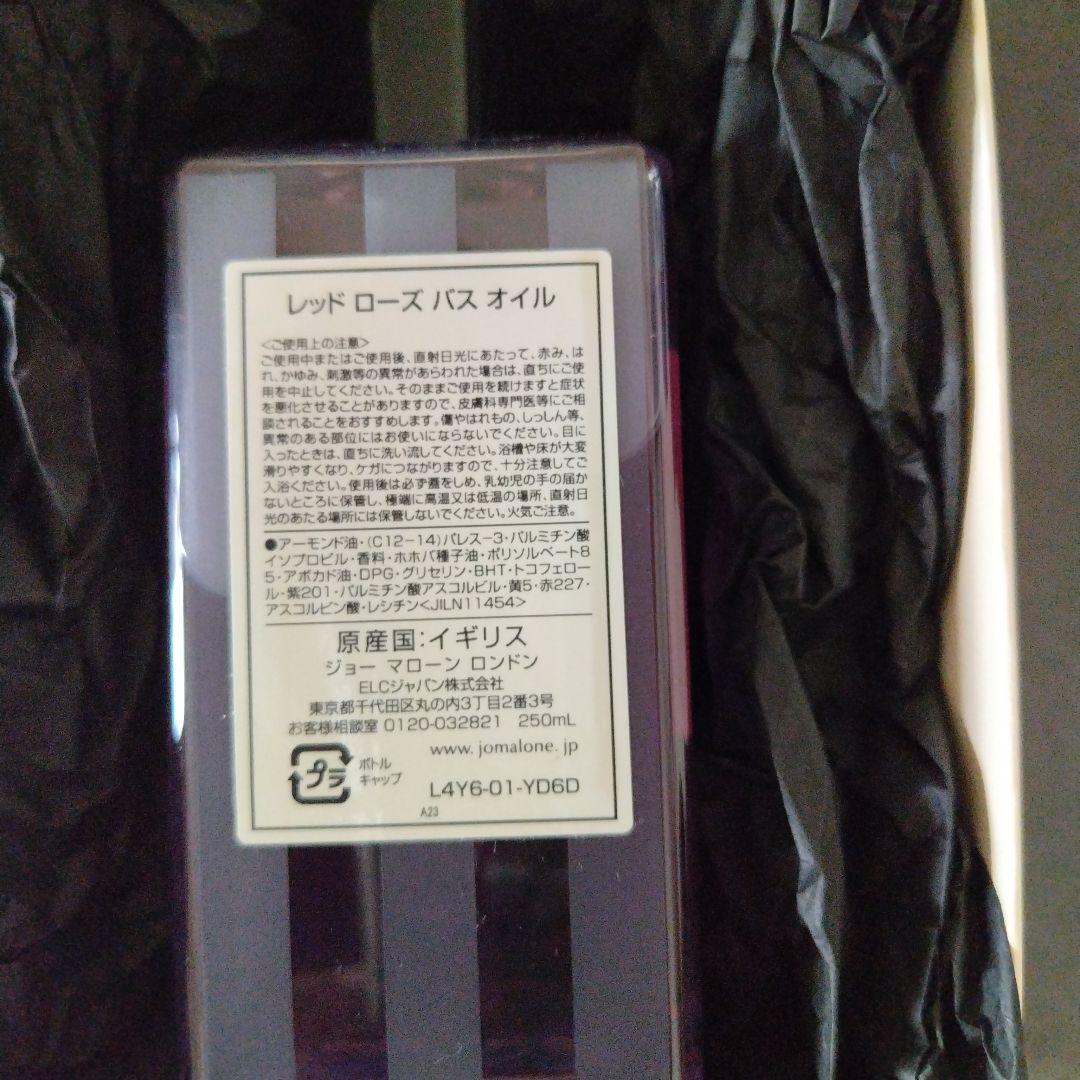 レッド ローズ バス オイル
<ご使用上の注意>
ご使用中またはご使用後、直射日光にあたって、赤み、は
れ、かゆみ、刺激等の異常があらわれた場合は、直ちにご使
用を中止してください。そのままご使用を続けますと症状
を悪化させることがありますので、皮膚科専門医等にご相
談されることをおすすめします。傷やはれもの、しっしん等、
異常のある部位にはお使いにならないでください。目に
入ったときは、直ちに洗い流してください。浴槽や床が大変
滑りやすくなり、ケガにつながりますので、十分注意してご
入浴ください。使用後は必ず蓋をしめ、乳幼児の手の届か
ないところに保管し、極端に高温又は低温の場所、直射日
光のあたる場所には保管しないでください。火気ご注意。
●アーモンド油・(C12-14)パレス-3・パルミチン酸
イソプロピル・香料・ホホバ種子油・ポリソルベート8
5・アボカド油・DPG・グリセリン・BHT・トコフェロー
ル・紫201・パルミチン酸アスコルビル・黄5・赤227・
アスコルビン酸・レシチン<JILN11454>
原産国:イギリス
ジョー マローン ロンドン
ELCジャパン株式会社
東京都千代田区丸の内3丁目2番3号
お客様相談室 0120-032821 250mL
www.jomalone.jp
プラ
ボトル
キャップ
L4Y6-01-YD6D
A23